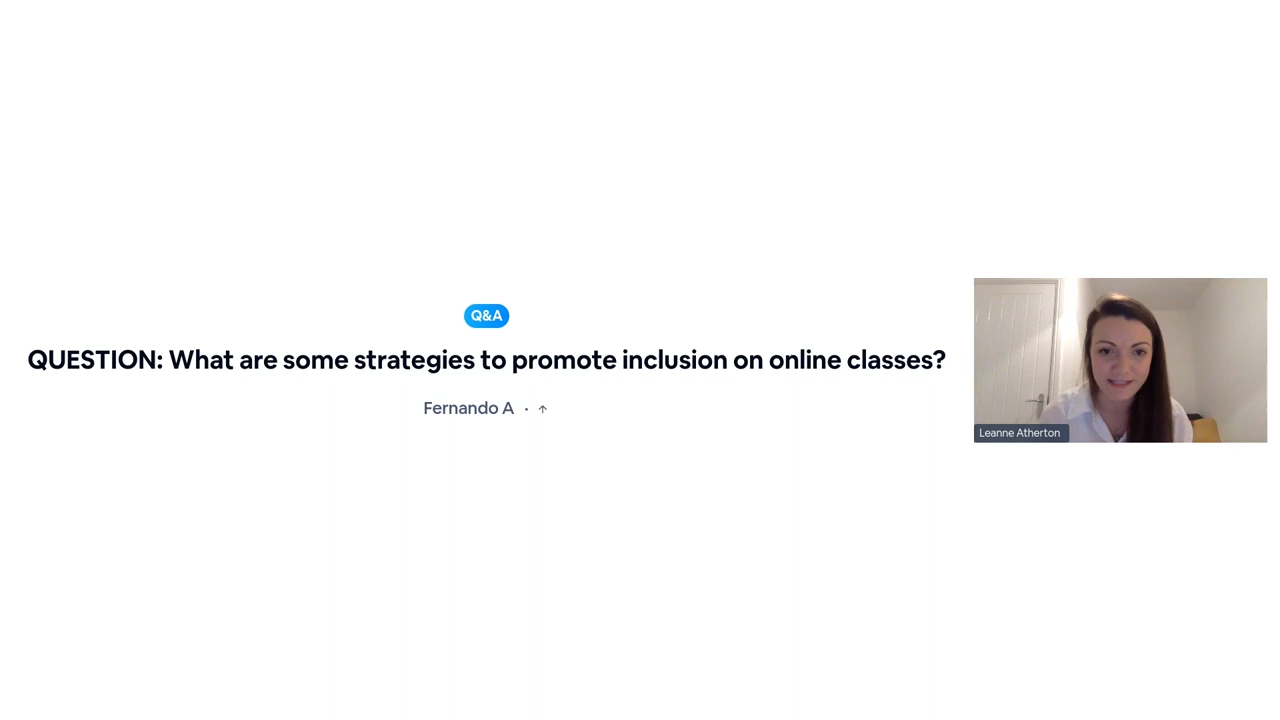 Q&A
QUESTION: What are some strategies to promote inclusion on online classes?
Fernando A · ↑
Leanne Atherton